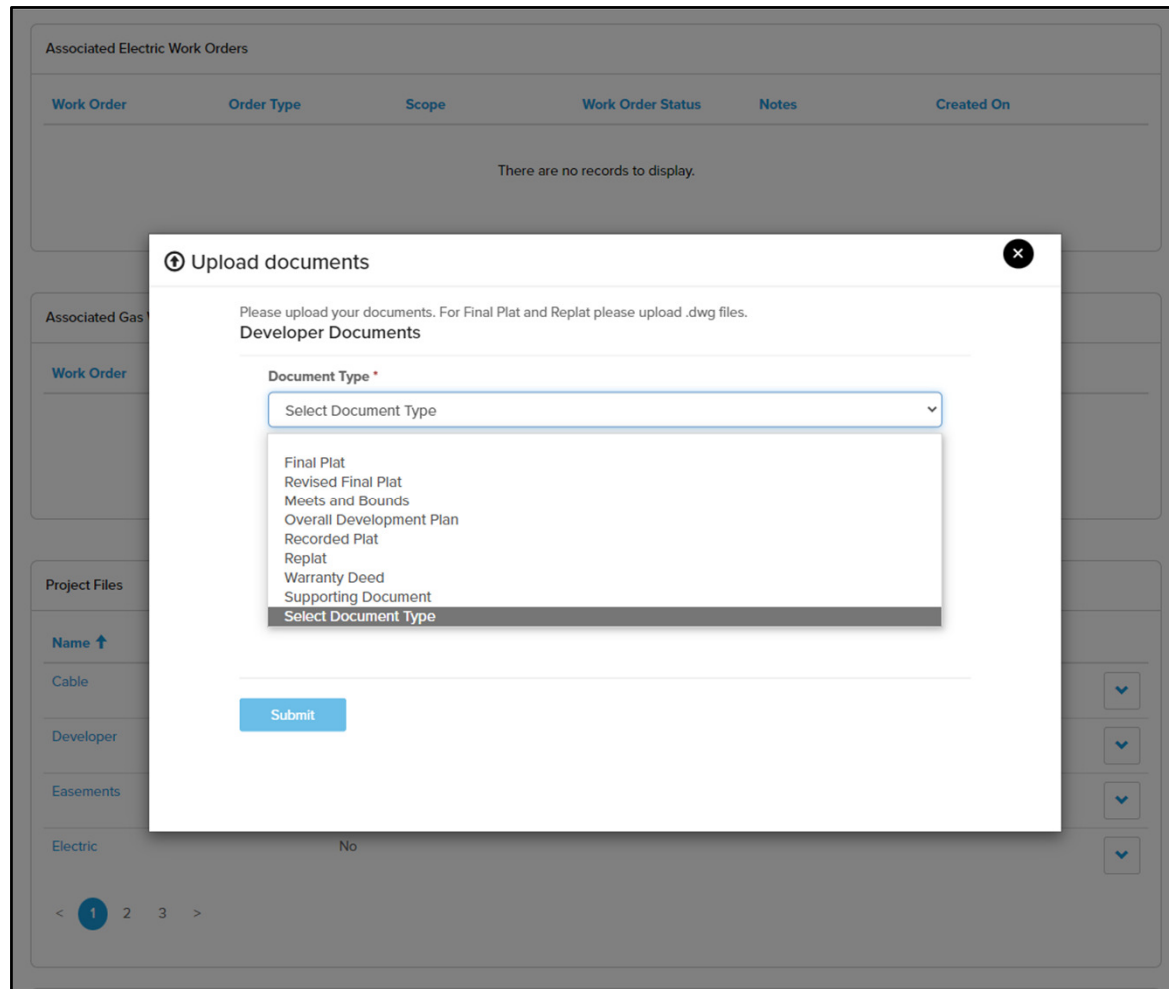 Associated Electric Work Orders
Work Order Order Type Scope Work Order Status Notes Created On
There are no records to display.
Upload documents
Associated Gas
Please upload your documents. For Final Plat and Replat please upload .dwg files.
Developer Documents
Work Order
Document Type *
Select Document Type
Final Plat
Revised Final Plat
Meets and Bounds
Overall Development Plan
Recorded Plat
Replat
Warranty Deed
Supporting Document
Select Document Type
Project Files
Name
Cable
Submit
Developer
Easements
Electric No
< 1 2 3 >